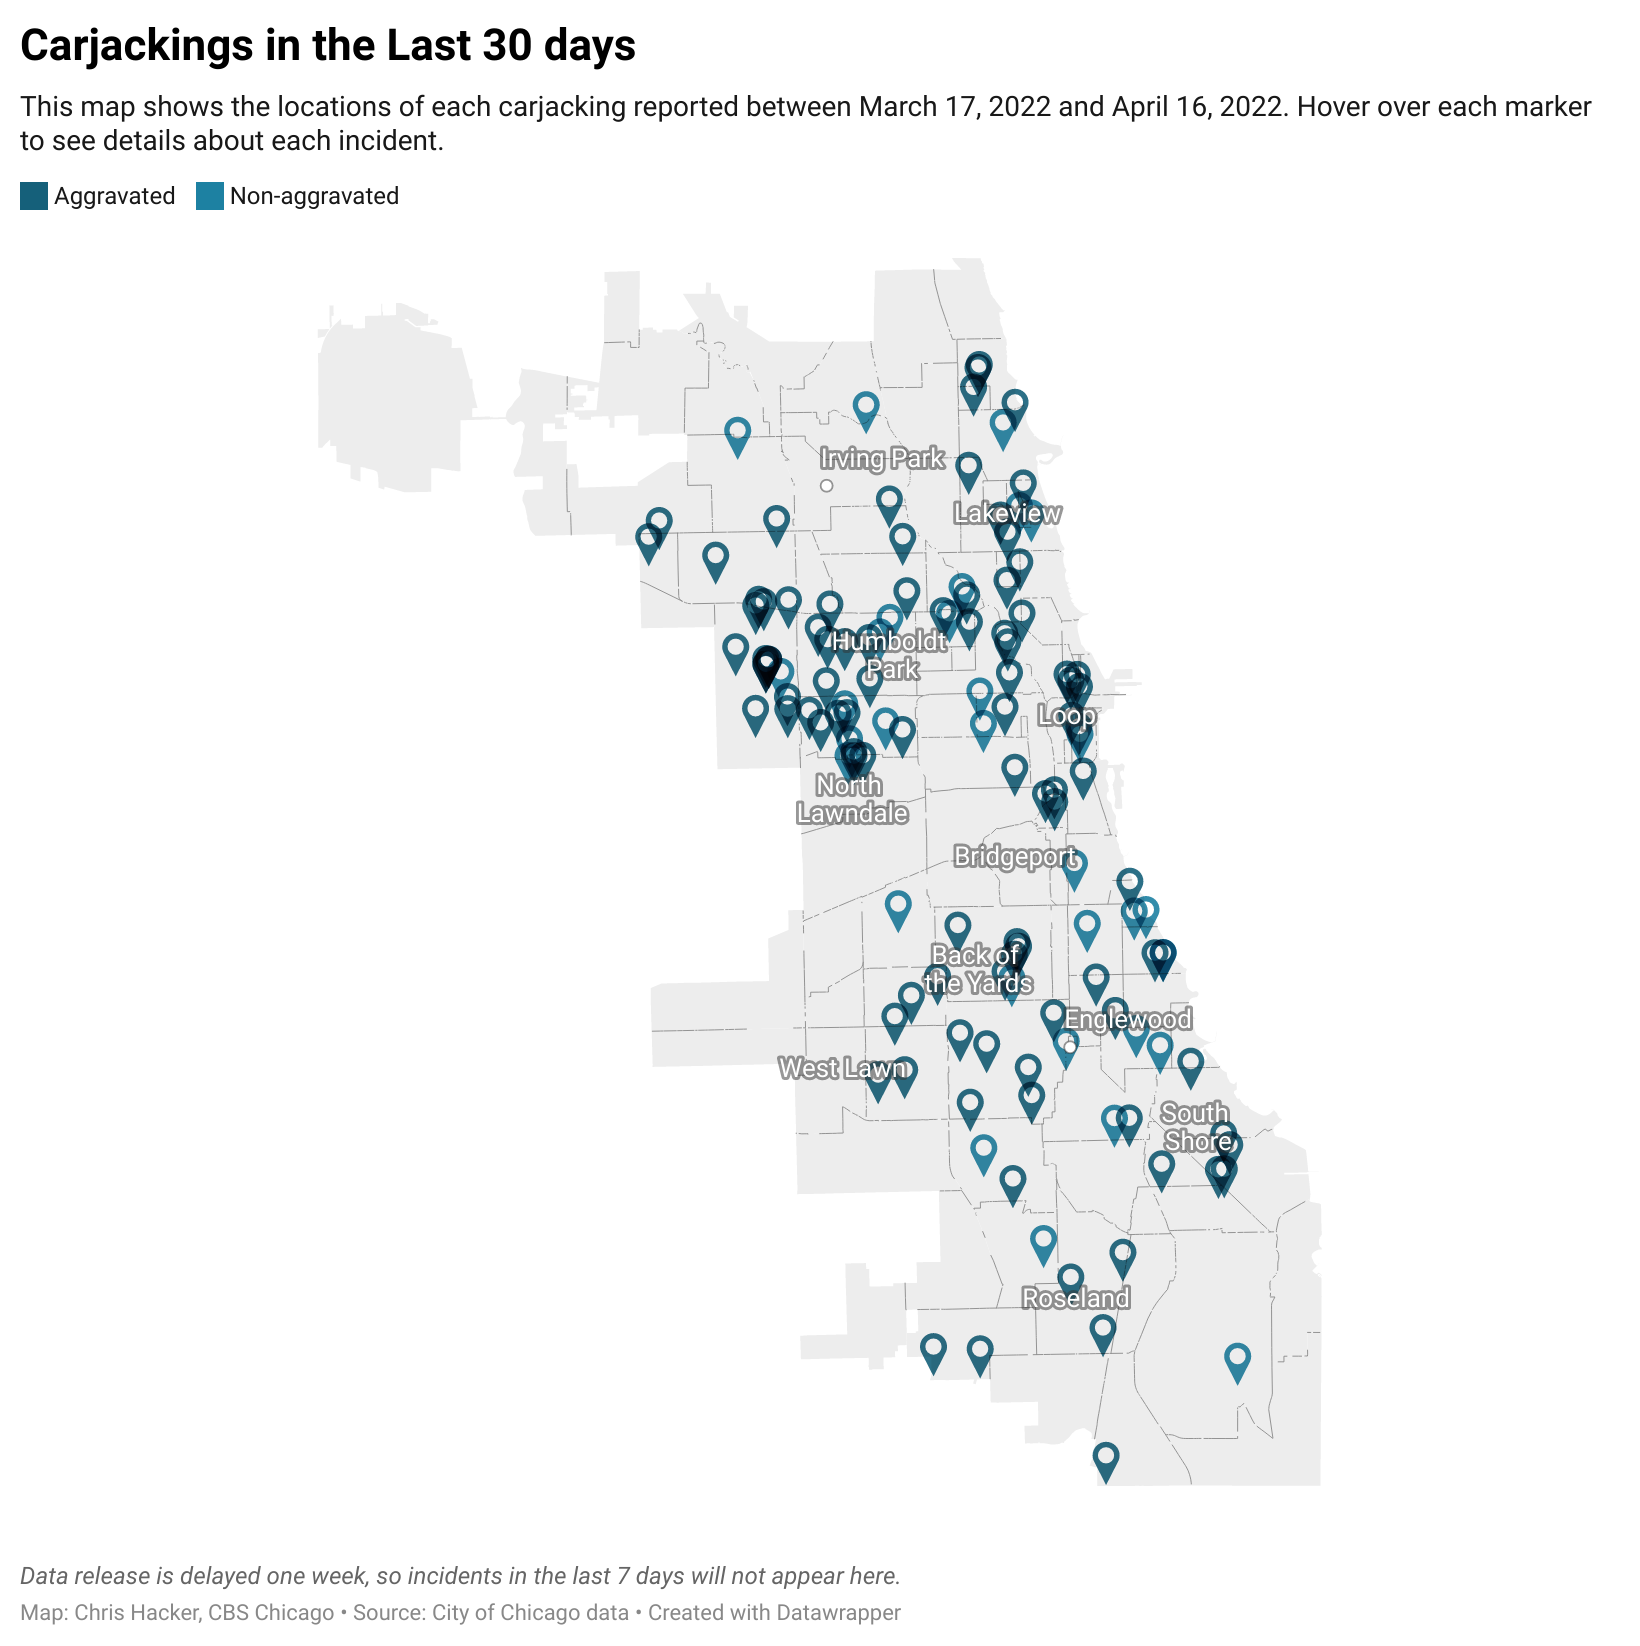 Carjackings in the Last 30 days
This map shows the locations of each carjacking reported between March 17, 2022 and April 16, 2022. Hover over each marker
to see details about each incident.
Aggravated Non-aggravated
Irving Park
Lakeview
Humboldt
Park
Loop
North
Lawndale
Bridgeport
Back of
the Yards
Englewood
West Lawn
South
Shore
Roseland
Data release is delayed one week, so incidents in the last 7 days will not appear here.
Map: Chris Hacker, CBS Chicago • Source: City of Chicago data • Created with Datawrapper